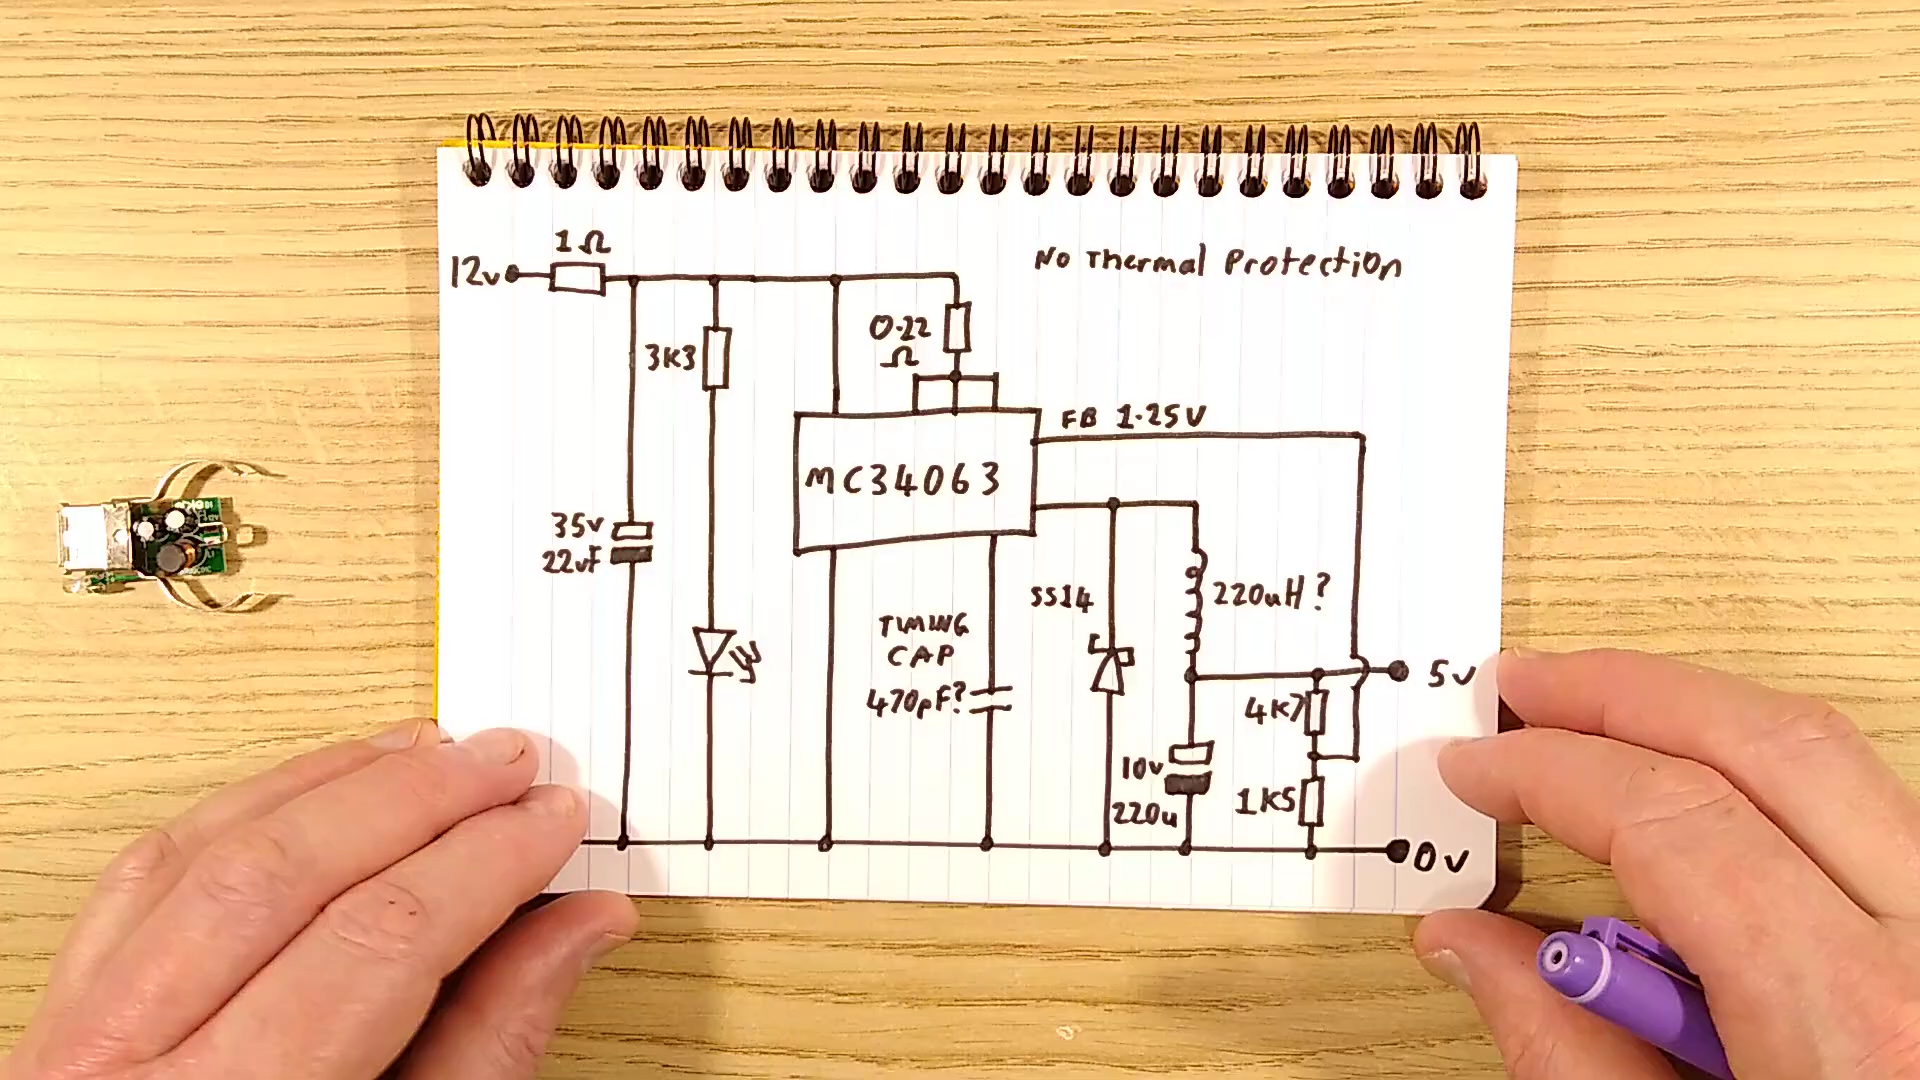 1Ω
12v
No Thermal Protection
0.22
Ω
3K3
FB 1.25V
MC34063
35v
22uF
SS14
220uH?
TIMING
CAP
470pF?
5v
4K7
10v
220u
1K5
0v